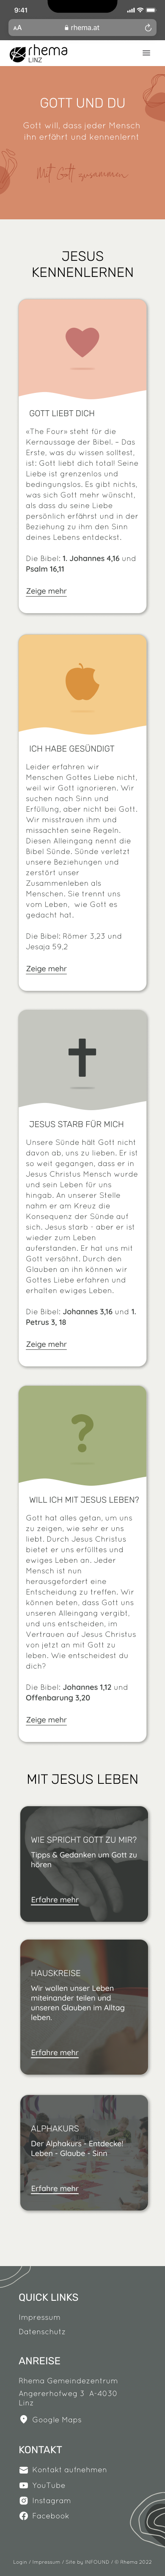 9:41
AA rhema.at
rhema
LINZ
GOTT UND DU
Gott will, dass jeder Mensch
ihn erfährt und kennenlernt
Mit Gott zusammen
JESUS
KENNENLERNEN
GOTT LIEBT DICH
«The Four» steht für die
Kernaussage der Bibel. – Das
Erste, was du wissen solltest,
ist: Gott liebt dich total! Seine
Liebe ist grenzenlos und
bedingungslos. Es gibt nichts,
was sich Gott mehr wünscht,
als dass du seine Liebe
persönlich erfährst und in der
Beziehung zu ihm den Sinn
deines Lebens entdeckst.
Die Bibel: 1. Johannes 4,16 und
Psalm 16,11
Zeige mehr
ICH HABE GESÜNDIGT
Leider erfahren wir
Menschen Gottes Liebe nicht,
weil wir Gott ignorieren. Wir
suchen nach Sinn und
Erfüllung, aber nicht bei Gott.
Wir misstrauen ihm und
missachten seine Regeln.
Diesen Alleingang nennt die
Bibel Sünde. Sünde verletzt
unsere Beziehungen und
zerstört unser
Zusammenleben als
Menschen. Sie trennt uns
vom Leben, wie Gott es
gedacht hat.
Die Bibel: Römer 3,23 und
Jesaja 59,2
Zeige mehr
JESUS STARB FÜR MICH
Unsere Sünde hält Gott nicht
davon ab, uns zu lieben. Er ist
so weit gegangen, dass er in
Jesus Christus Mensch wurde
und sein Leben für uns
hingab. An unserer Stelle
nahm er am Kreuz die
Konsequenz der Sünde auf
sich. Jesus starb - aber er ist
wieder zum Leben
auferstanden. Er hat uns mit
Gott versöhnt. Durch den
Glauben an ihn können wir
Gottes Liebe erfahren und
erhalten ewiges Leben.
Die Bibel: Johannes 3,16 und 1.
Petrus 3, 18
Zeige mehr
WILL ICH MIT JESUS LEBEN?
Gott hat alles getan, um uns
zu zeigen, wie sehr er uns
liebt. Durch Jesus Christus
bietet er uns erfülltes und
ewiges Leben an. Jeder
Mensch ist nun
herausgefordert eine
Entscheidung zu treffen. Wir
können beten, dass Gott uns
unseren Alleingang vergibt,
und uns entscheiden, im
Vertrauen auf Jesus Christus
von jetzt an mit Gott zu
leben. Wie entscheidest du
dich?
Die Bibel: Johannes 1,12 und
Offenbarung 3,20
Zeige mehr
MIT JESUS LEBEN
WIE SPRICHT GOTT ZU MIR?
Tipps & Gedanken um Gott zu
hören
Erfahre mehr
HAUSKREISE
Wir wollen unser Leben
miteinander teilen und
unseren Glauben im Alltag
leben.
Erfahre mehr
ALPHAKURS
Der Alphakurs - Entdecke!
Leben - Glaube - Sinn
Erfahre mehr
QUICK LINKS
Impressum
Datenschutz
ANREISE
Rhema Gemeindezentrum
Angererhofweg 3 A-4030
Linz
Google Maps
KONTAKT
Kontakt aufnehmen
YouTube
Instagram
Facebook
Login / Impressum / Site by INFOUND / © Rhema 2022